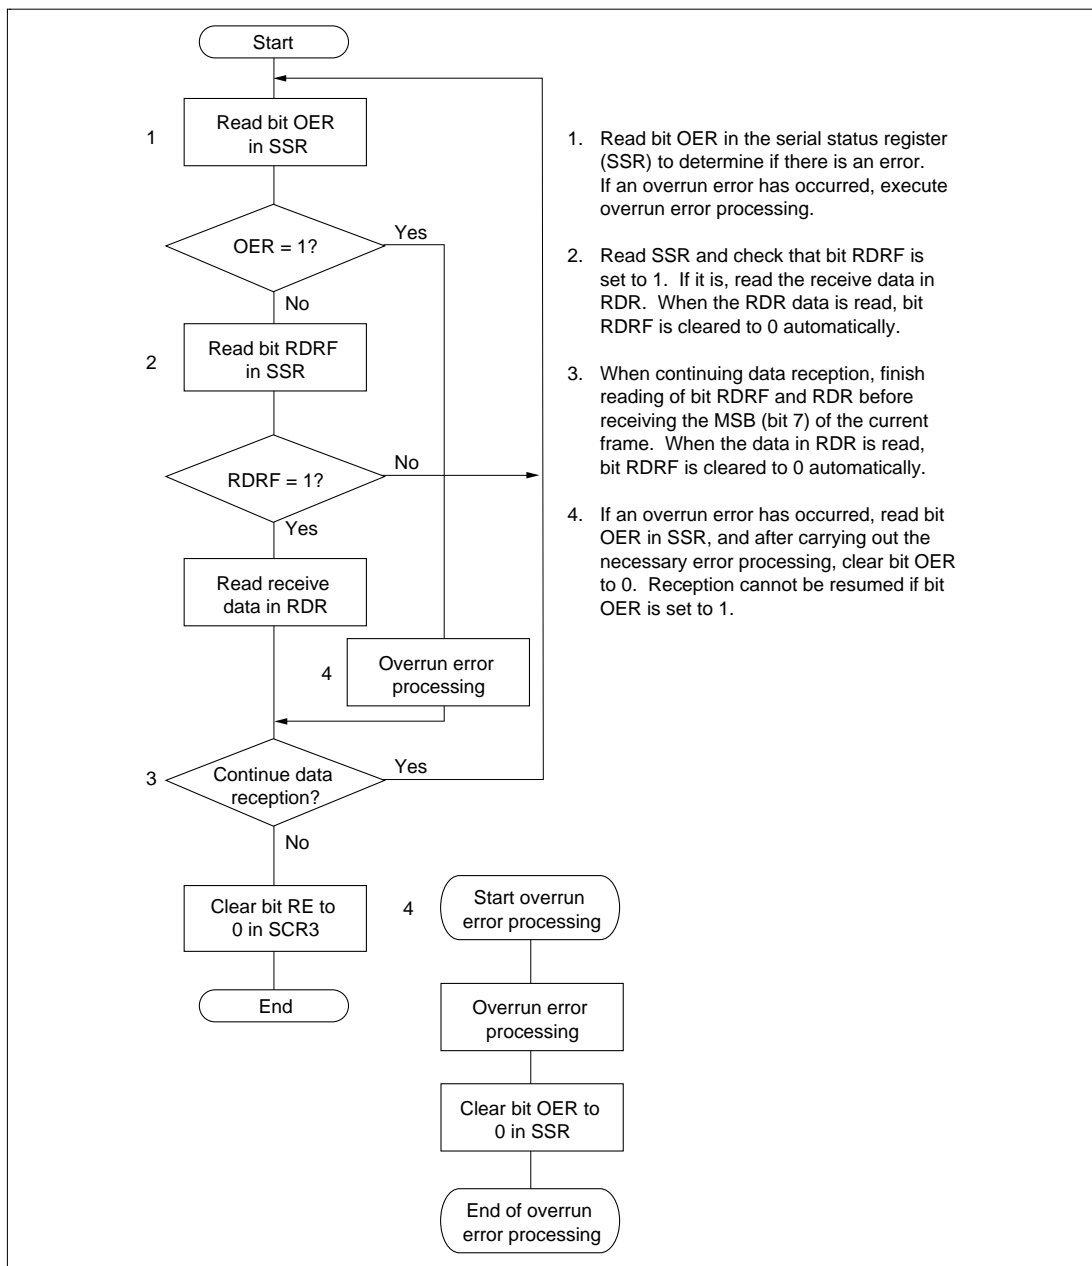 Start
1
Read bit OER
in SSR
OER = 1?
Yes
No
2
Read bit RDRF
in SSR
RDRF = 1?
No
Yes
Read receive
data in RDR
4
Overrun error
processing
3
Continue data
reception?
Yes
No
Clear bit RE to
0 in SCR3
End
4
Start overrun
error processing
Overrun error
processing
Clear bit OER to
0 in SSR
End of overrun
error processing
1. Read bit OER in the serial status register
(SSR) to determine if there is an error.
If an overrun error has occurred, execute
overrun error processing.
2. Read SSR and check that bit RDRF is
set to 1. If it is, read the receive data in
RDR. When the RDR data is read, bit
RDRF is cleared to 0 automatically.
3. When continuing data reception, finish
reading of bit RDRF and RDR before
receiving the MSB (bit 7) of the current
frame. When the data in RDR is read,
bit RDRF is cleared to 0 automatically.
4. If an overrun error has occurred, read bit
OER in SSR, and after carrying out the
necessary error processing, clear bit OER
to 0. Reception cannot be resumed if bit
OER is set to 1.